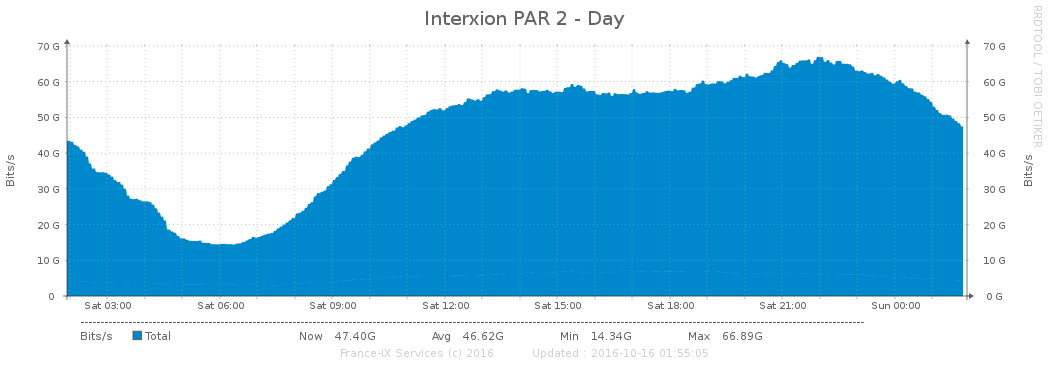 Interxion PAR 2 - Day
RRDTOOL / TOBI OETIKER
Bits/s
Bits/s
70 G 70 G
60 G 60 G
50 G 50 G
40 G 40 G
30 G 30 G
20 G 20 G
10 G 10 G
0 0 G
Sat 03:00 Sat 06:00 Sat 09:00 Sat 12:00 Sat 15:00 Sat 18:00 Sat 21:00 Sun 00:00
Bits/s Total Now 47.40G Avg 46.62G Min 14.34G Max 66.89G
France-IX Services (c) 2016 Updated : 2016-10-16 01:55:05